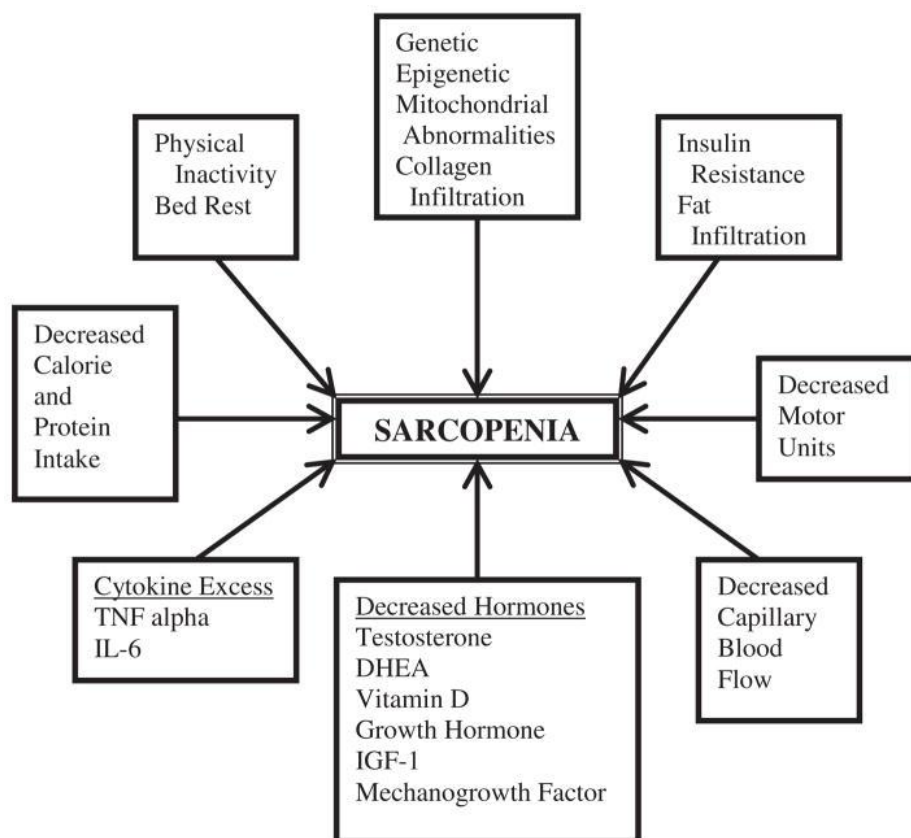 Genetic
Epigenetic
Mitochondrial
Abnormalities
Collagen
Infiltration
Physical
Inactivity
Bed Rest
Insulin
Resistance
Fat
Infiltration
Decreased
Calorie
and
Protein
Intake
SARCOPENIA
Decreased
Motor
Units
Cytokine Excess
TNF alpha
IL-6
Decreased Hormones
Testosterone
DHEA
Vitamin D
Growth Hormone
IGF-1
Mechanogrowth Factor
Decreased
Capillary
Blood
Flow